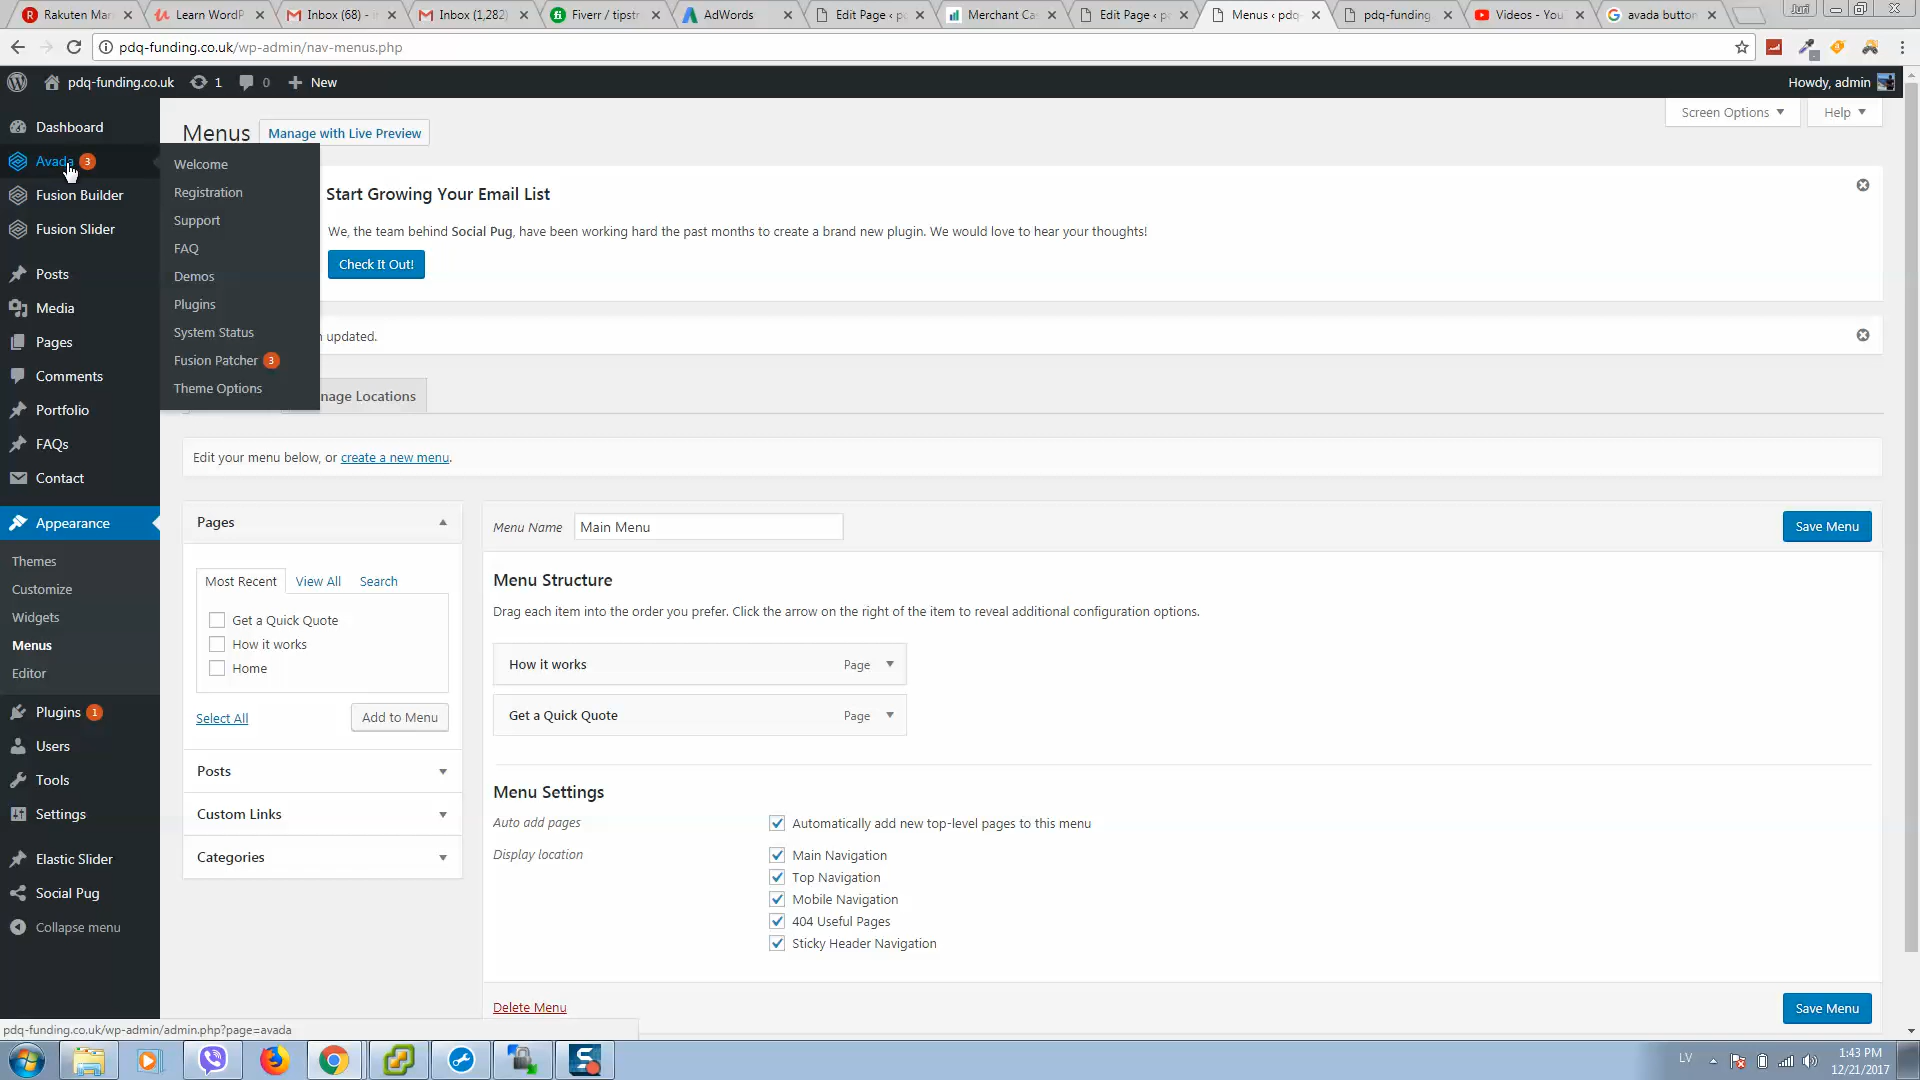 Rakuten Mar
Learn WordP
Inbox (68) - i
Inbox (1,282)
Fiverr / tipstr
AdWords
Edit Page ‹ p
Merchant Ca
Edit Page ‹ p
Menus ‹ pdq-
pdq-funding
Videos - You
avada button
Juri
pdq-funding.co.uk/wp-admin/nav-menus.php
pdq-funding.co.uk
1
0
New
Howdy, admin
Dashboard
Avada 3
Fusion Builder
Fusion Slider
Posts
Media
Pages
Comments
Portfolio
FAQs
Contact
Appearance
Themes
Customize
Widgets
Menus
Editor
Plugins 1
Users
Tools
Settings
Elastic Slider
Social Pug
Collapse menu
Welcome
Registration
Support
FAQ
Demos
Plugins
System Status
Fusion Patcher 3
Theme Options
Menus
Manage with Live Preview
Screen Options
Help
Start Growing Your Email List
We, the team behind Social Pug, have been working hard the past months to create a brand new plugin. We would love to hear your thoughts!
Check It Out!
updated.
nage Locations
Edit your menu below, or create a new menu.
Pages
Most Recent
View All
Search
Get a Quick Quote
How it works
Home
Select All
Add to Menu
Posts
Custom Links
Categories
Menu Name
Main Menu
Save Menu
Menu Structure
Drag each item into the order you prefer. Click the arrow on the right of the item to reveal additional configuration options.
How it works
Page
Get a Quick Quote
Page
Menu Settings
Auto add pages
Automatically add new top-level pages to this menu
Display location
Main Navigation
Top Navigation
Mobile Navigation
404 Useful Pages
Sticky Header Navigation
Delete Menu
Save Menu
pdq-funding.co.uk/wp-admin/admin.php?page=avada
LV
1:43 PM
12/21/2017